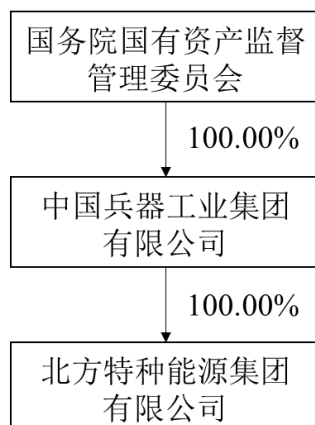 国务院国有资产监督
管理委员会
100.00%
中国兵器工业集团
有限公司
100.00%
北方特种能源集团
有限公司